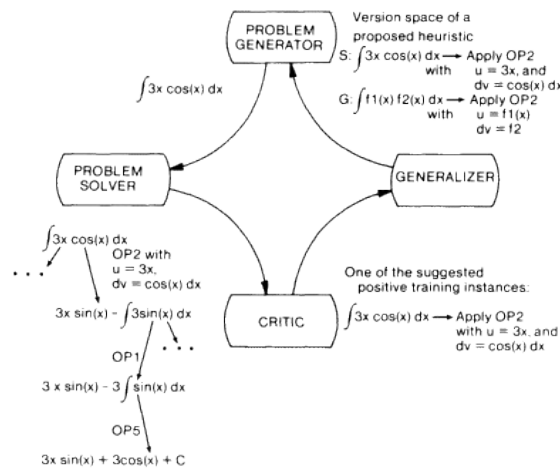 PROBLEM
GENERATOR
Version space of a
proposed heuristic
S: ∫3x cos(x) dx → Apply OP2
with u = 3x, and
dv = cos(x) dx
G: ∫f1(x) f2(x) dx → Apply OP2
with u = f1(x)
dv = f2
∫3x cos(x) dx
PROBLEM
SOLVER
GENERALIZER
∫3x cos(x) dx
OP2 with
u = 3x,
dv = cos(x) dx
. . .
3x sin(x) - ∫3sin(x) dx
. . .
OP1
3 x sin(x) - 3 ∫sin(x) dx
OP5
3x sin(x) + 3cos(x) + C
CRITIC
One of the suggested
positive training instances:
∫3x cos(x) dx → Apply OP2
with u = 3x, and
dv = cos(x) dx